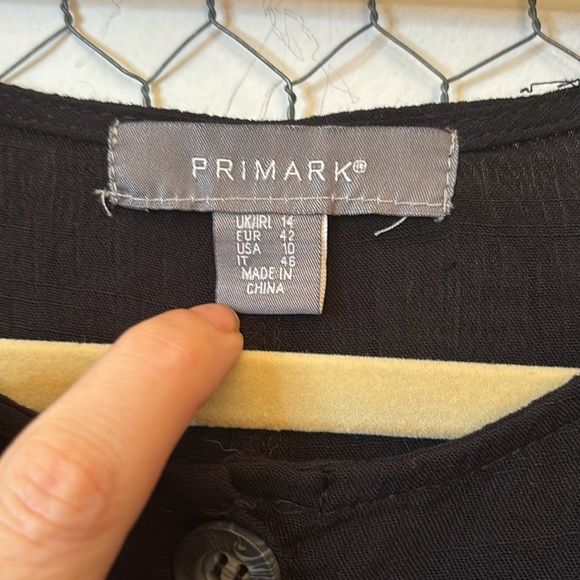 PRIMARK®
UK/IRL 14
EUR 42
USA 10
IT 46
MADE IN
CHINA